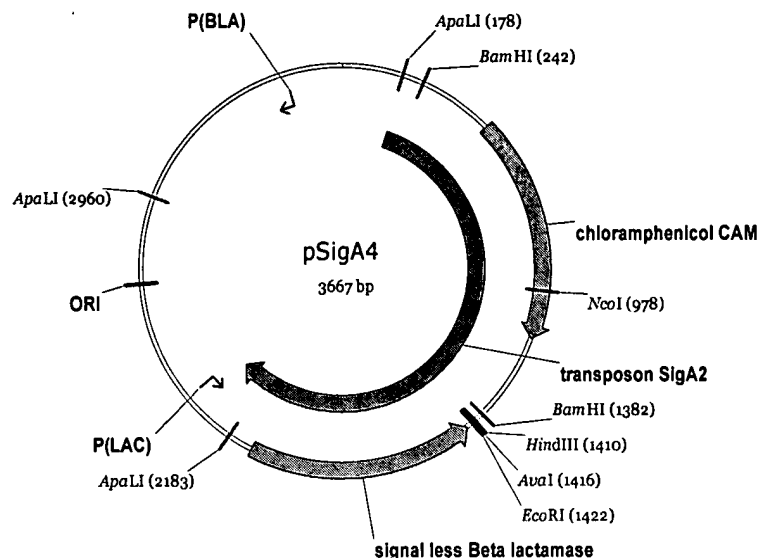 P(BLA)
ApaLI (178)
BamHI (242)
ApaLI (2960)
pSigA4
3667 bp
chloramphenicol CAM
ORI
NcoI (978)
transposon SigA2
P(LAC)
BamHI (1382)
HindIII (1410)
ApaLI (2183)
AvaI (1416)
EcoRI (1422)
signal less Beta lactamase